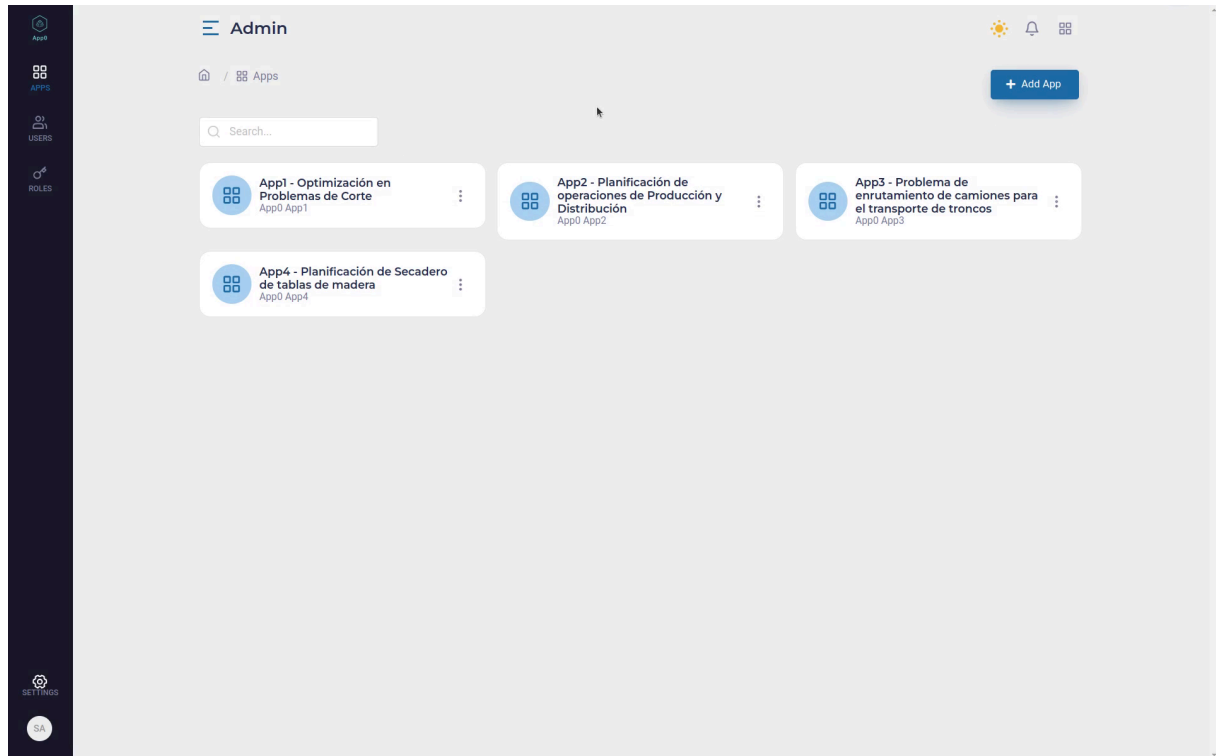 App0
APPS
USERS
ROLES
SETTINGS
SA
Admin
/ Apps
+ Add App
Search...
App1 - Optimización en
Problemas de Corte
App0 App1
App2 - Planificación de
operaciones de Producción y
Distribución
App0 App2
App3 - Problema de
enrutamiento de camiones para
el transporte de troncos
App0 App3
App4 - Planificación de Secadero
de tablas de madera
App0 App4